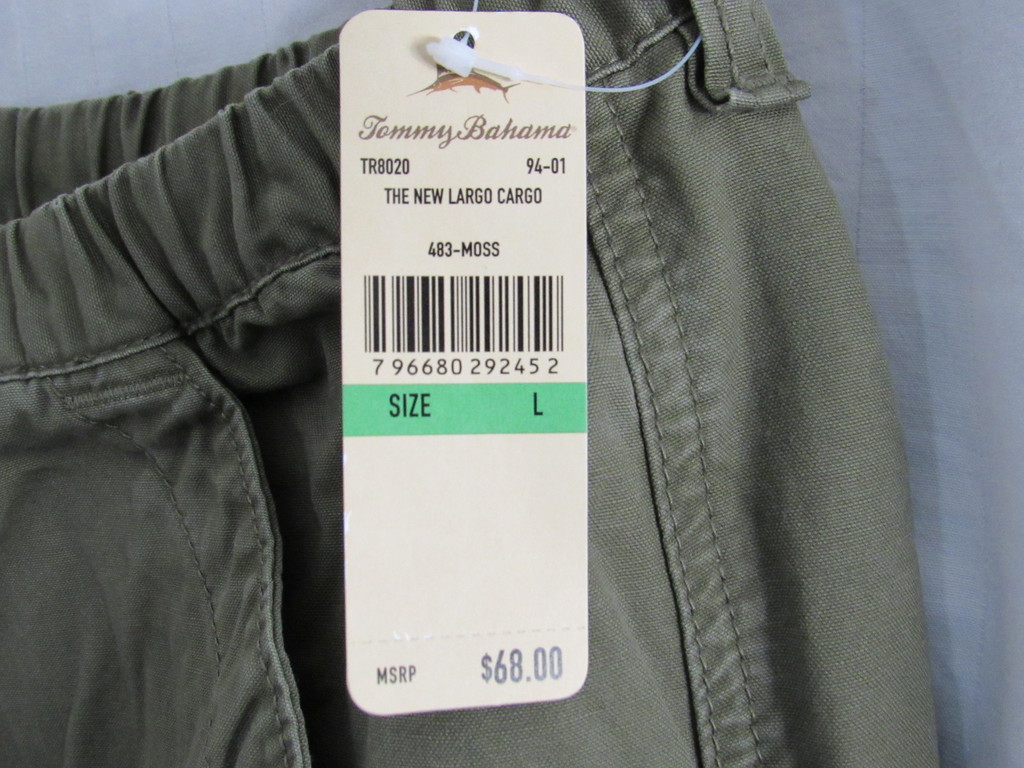 Tommy Bahama
TR8020 94-01
THE NEW LARGO CARGO
483-MOSS
7 96680 29245 2
SIZE L
MSRP $68.00